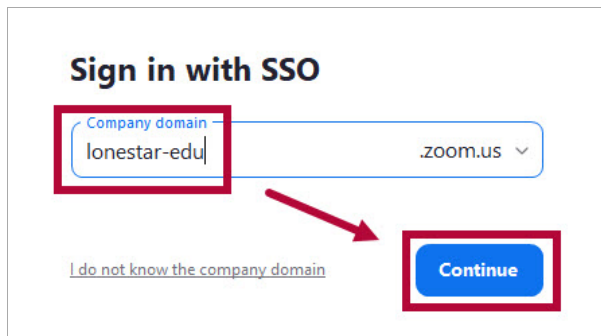 Sign in with SSO
Company domain
lonestar-edu .zoom.us
I do not know the company domain Continue